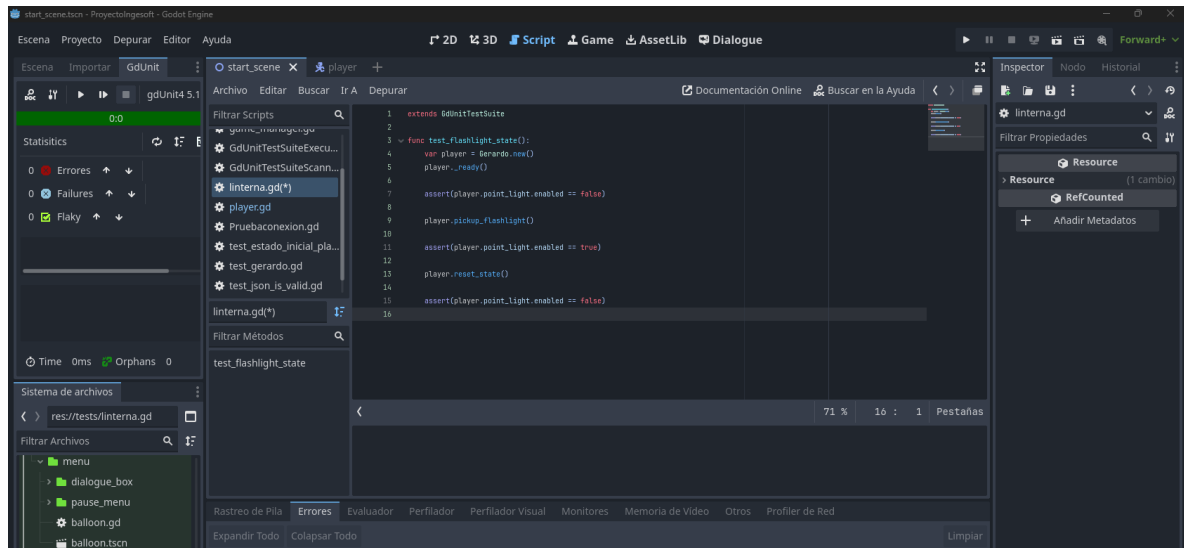 start_scene.tscn - ProyectoIngesoft - Godot Engine
Escena Proyecto Depurar Editor Ayuda
2D 3D Script Game AssetLib Dialogue
Forward+
Escena Importar GdUnit
gdUnit4 5.1
0:0
Statisitics
0 Errores
0 Failures
0 Flaky
Time 0ms Orphans 0
Sistema de archivos
res://tests/linterna.gd
Filtrar Archivos
menu
dialogue_box
pause_menu
balloon.gd
balloon.tscn
start_scene player
Archivo Editar Buscar Ir A Depurar
Documentación Online Buscar en la Ayuda
Filtrar Scripts
game_manager.gd
GdUnitTestSuiteExecu...
GdUnitTestSuiteScann...
linterna.gd(*)
player.gd
Pruebaconexion.gd
test_estado_inicial_pla...
test_gerardo.gd
test_json_is_valid.gd
linterna.gd(*)
Filtrar Métodos
test_flashlight_state
1 extends GdUnitTestSuite
2
3 func test_flashlight_state():
4 var player = Gerardo.new()
5 player._ready()
6
7 assert(player.point_light.enabled == false)
8
9 player.pickup_flashlight()
10
11 assert(player.point_light.enabled == true)
12
13 player.reset_state()
14
15 assert(player.point_light.enabled == false)
16
71 % 16 : 1 Pestañas
Rastreo de Pila Errores Evaluador Perfilador Perfilador Visual Monitores Memoria de Vídeo Otros Profiler de Red
Expandir Todo Colapsar Todo Limpiar
Inspector Nodo Historial
linterna.gd
Filtrar Propiedades
Resource
Resource (1 cambio)
RefCounted
Añadir Metadatos